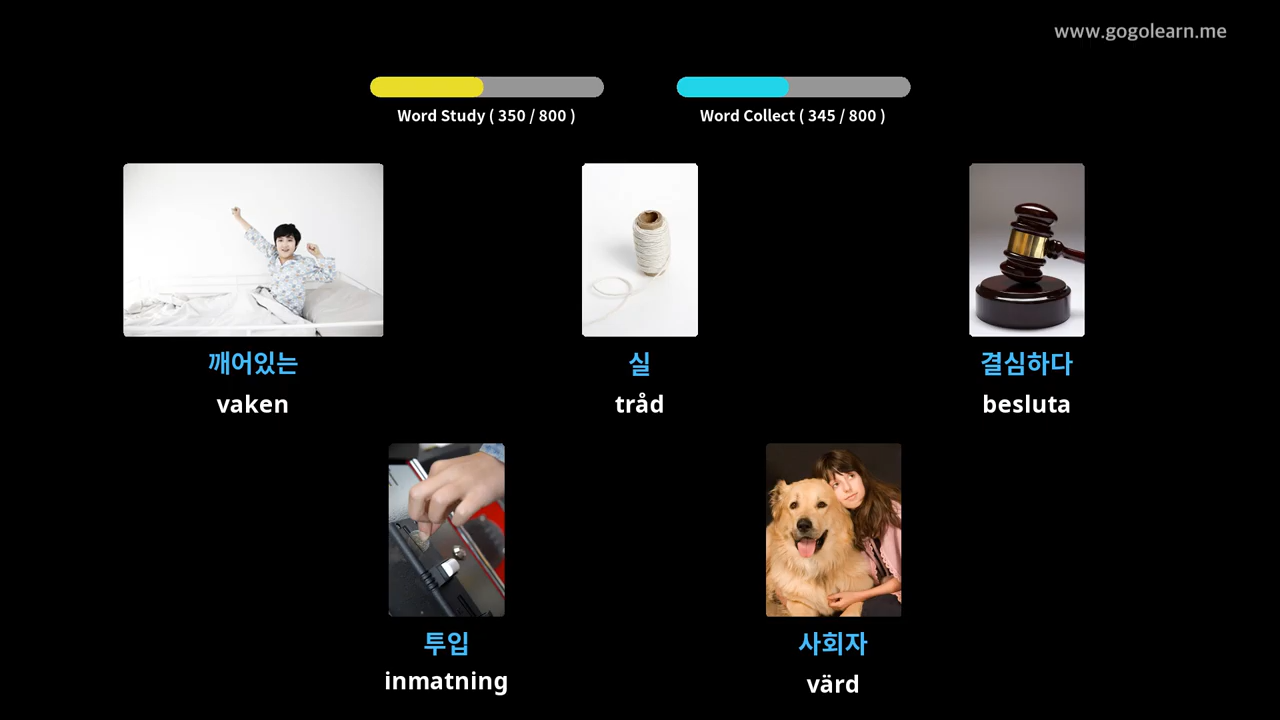 www.gogolearn.me
Word Study ( 350 / 800 )
Word Collect ( 345 / 800 )
깨어있는
vaken
실
tråd
결심하다
besluta
투입
inmatning
사회자
värd